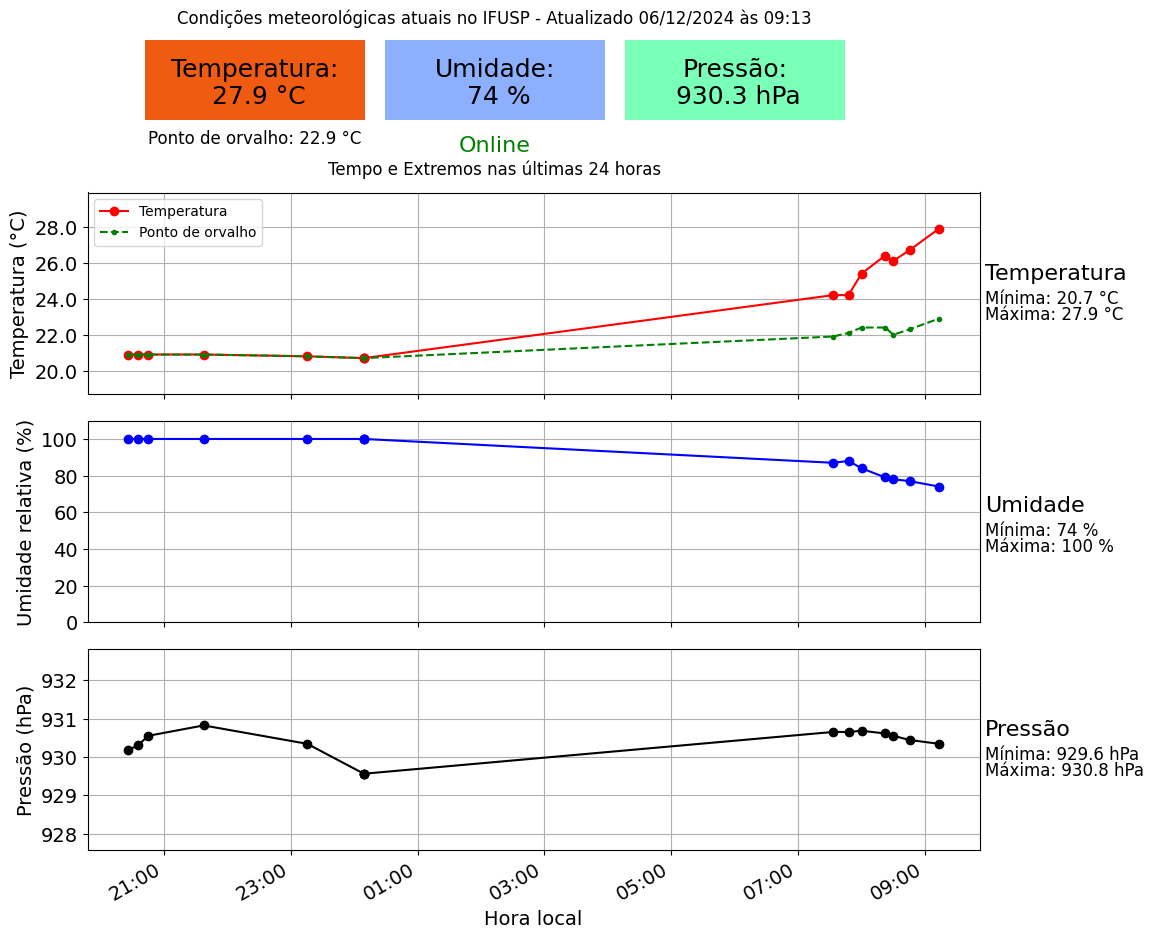 Condições meteorológicas atuais no IFUSP - Atualizado 06/12/2024 às 09:13
Temperatura:
27.9 °C
Umidade:
74 %
Pressão:
930.3 hPa
Ponto de orvalho: 22.9 °C
Online
Tempo e Extremos nas últimas 24 horas
Temperatura (°C)
28.0
26.0
24.0
22.0
20.0
Temperatura
Ponto de orvalho
Temperatura
Mínima: 20.7 °C
Máxima: 27.9 °C
Umidade relativa (%)
100
80
60
40
20
0
Umidade
Mínima: 74 %
Máxima: 100 %
Pressão (hPa)
932
931
930
929
928
Pressão
Mínima: 929.6 hPa
Máxima: 930.8 hPa
21:00
23:00
01:00
03:00
05:00
07:00
09:00
Hora local